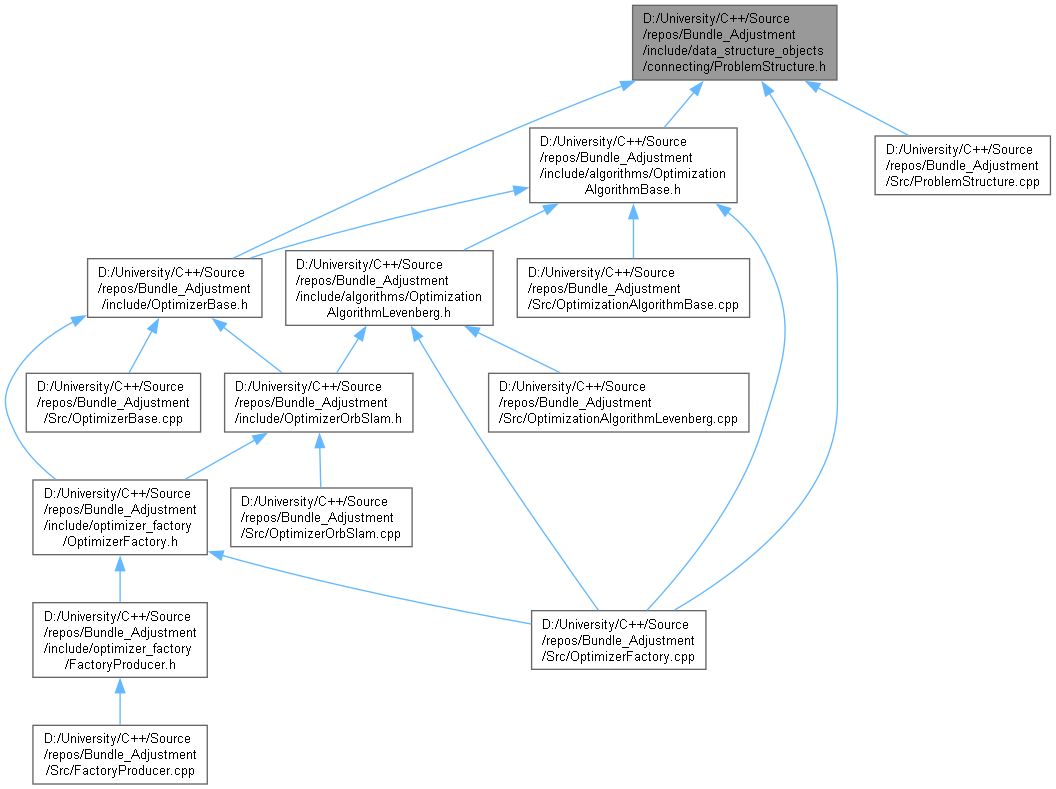 D:/University/C++/Source
/repos/Bundle_Adjustment
/include/data_structure_objects
/connecting/ProblemStructure.h
D:/University/C++/Source
/repos/Bundle_Adjustment
/include/algorithms/Optimization
AlgorithmBase.h
D:/University/C++/Source
/repos/Bundle_Adjustment
/Src/ProblemStructure.cpp
D:/University/C++/Source
/repos/Bundle_Adjustment
/include/OptimizerBase.h
D:/University/C++/Source
/repos/Bundle_Adjustment
/include/algorithms/Optimization
AlgorithmLevenberg.h
D:/University/C++/Source
/repos/Bundle_Adjustment
/Src/OptimizationAlgorithmBase.cpp
D:/University/C++/Source
/repos/Bundle_Adjustment
/Src/OptimizerBase.cpp
D:/University/C++/Source
/repos/Bundle_Adjustment
/include/OptimizerOrbSlam.h
D:/University/C++/Source
/repos/Bundle_Adjustment
/Src/OptimizationAlgorithmLevenberg.cpp
D:/University/C++/Source
/repos/Bundle_Adjustment
/include/optimizer_factory
/OptimizerFactory.h
D:/University/C++/Source
/repos/Bundle_Adjustment
/Src/OptimizerOrbSlam.cpp
D:/University/C++/Source
/repos/Bundle_Adjustment
/include/optimizer_factory
/FactoryProducer.h
D:/University/C++/Source
/repos/Bundle_Adjustment
/Src/OptimizerFactory.cpp
D:/University/C++/Source
/repos/Bundle_Adjustment
/Src/FactoryProducer.cpp